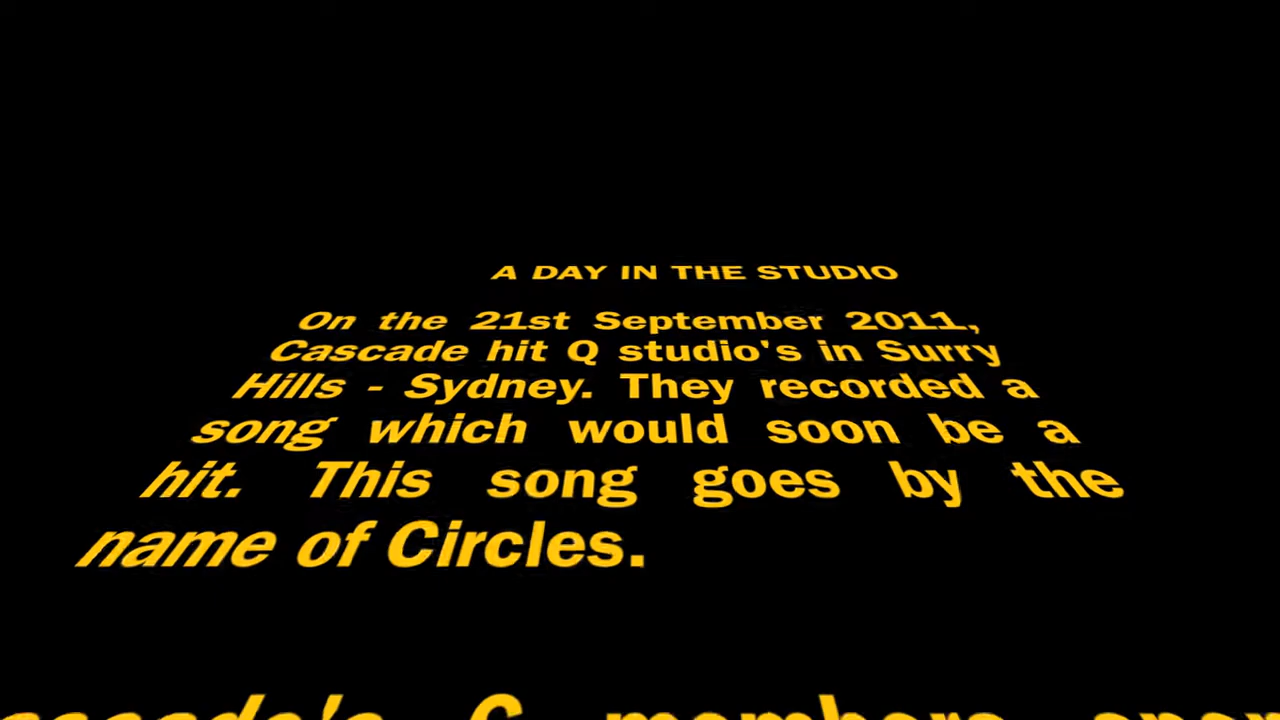 A DAY IN THE STUDIO
On the 21st September 2011,
Cascade hit Q studio's in Surry
Hills - Sydney. They recorded a
song which would soon be a
hit. This song goes by the
name of Circles.
members